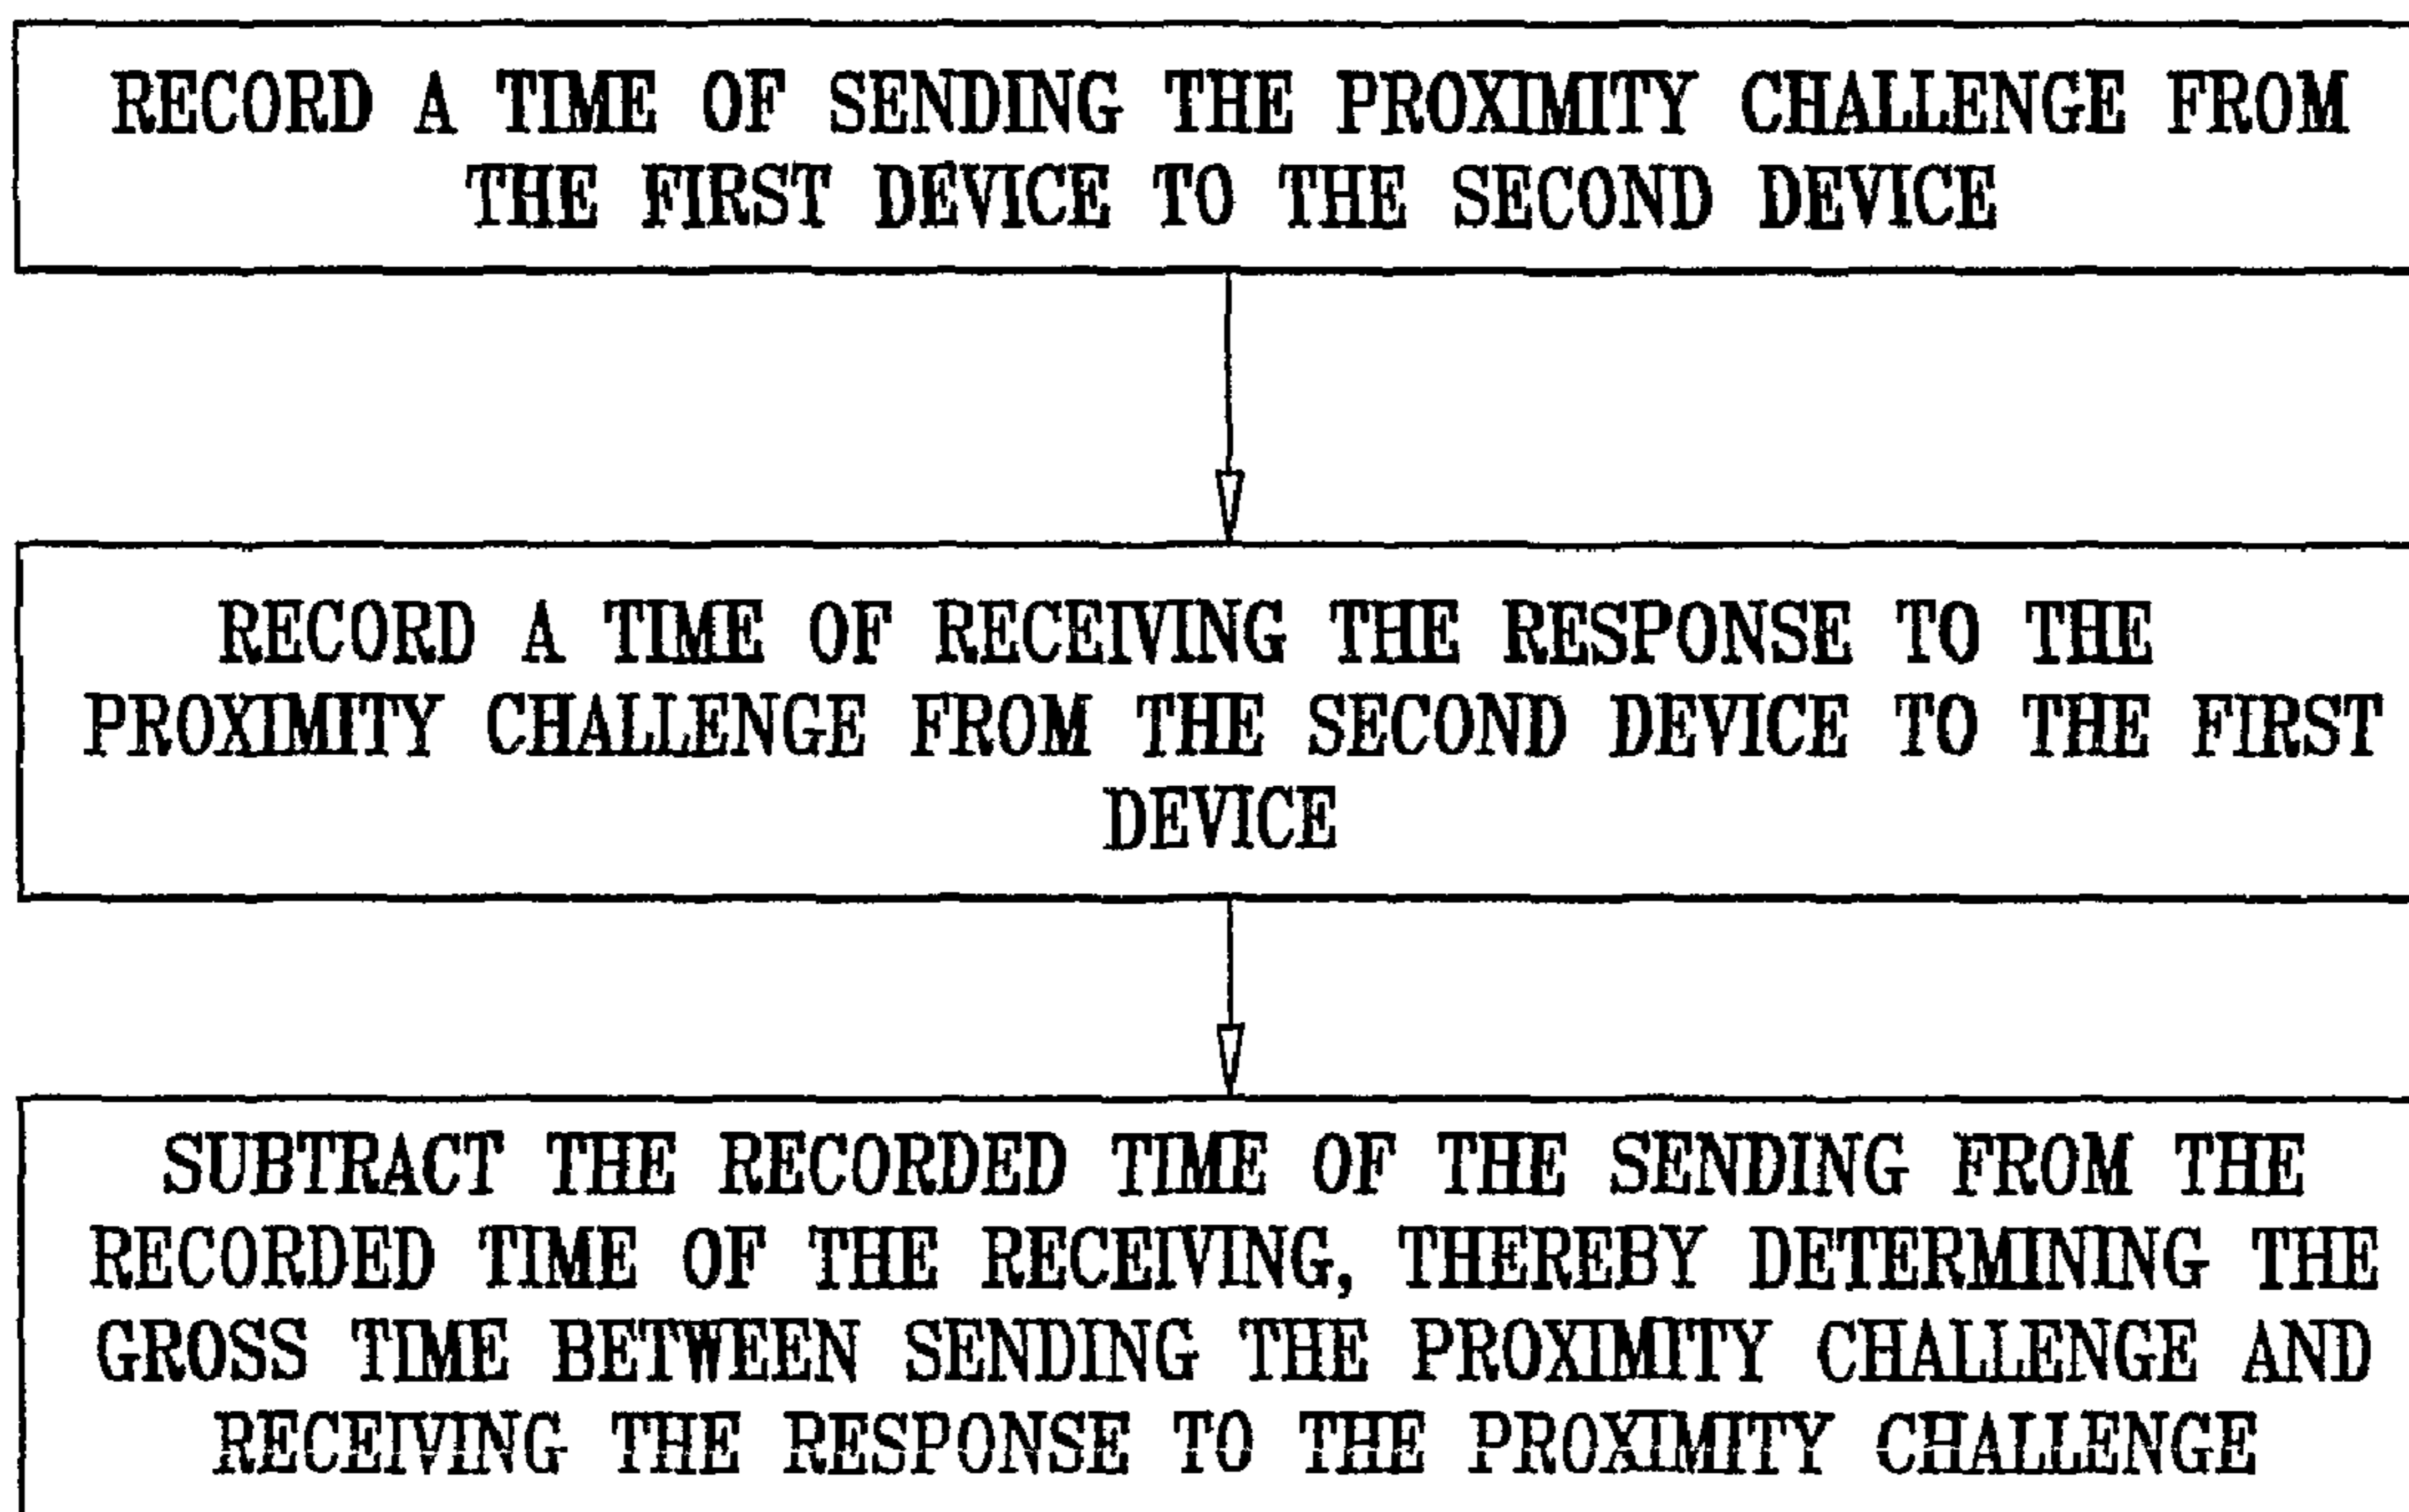 RECORD A TIME OF SENDING THE PROXIMITY CHALLENGE FROM
THE FIRST DEVICE TO THE SECOND DEVICE
RECORD A TIME OF RECEIVING THE RESPONSE TO THE
PROXIMITY CHALLENGE FROM THE SECOND DEVICE TO THE FIRST
DEVICE
SUBTRACT THE RECORDED TIME OF THE SENDING FROM THE
RECORDED TIME OF THE RECEIVING, THEREBY DETERMINING THE
GROSS TIME BETWEEN SENDING THE PROXIMITY CHALLENGE AND
RECEIVING THE RESPONSE TO THE PROXIMITY CHALLENGE